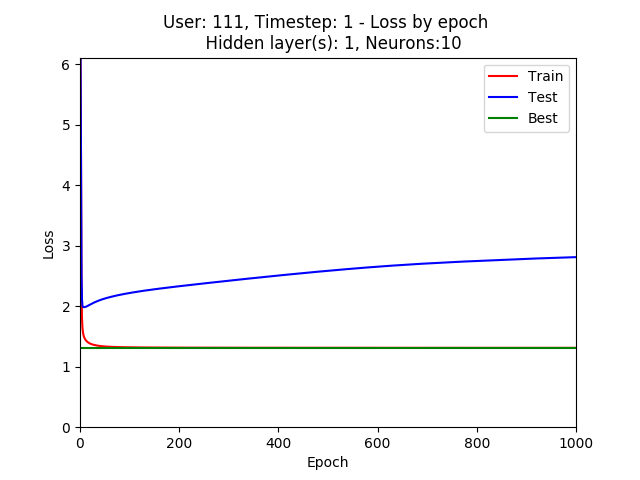 User: 111, Timestep: 1 - Loss by epoch
Hidden layer(s): 1, Neurons:10
6
5
4
3
2
1
0
Loss
Train
Test
Best
0 200 400 600 800 1000
Epoch